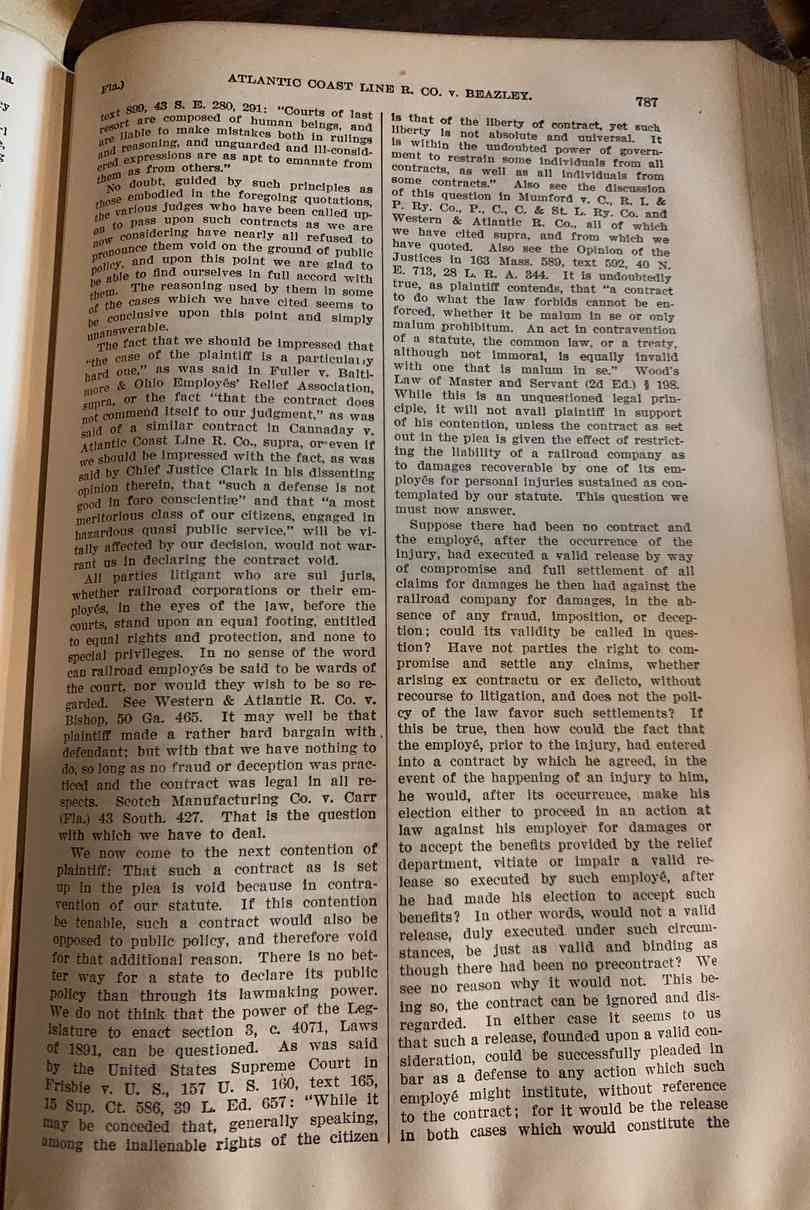 la.
Fla.)
ATLANTIC COAST LINE R. CO. v. BEAZLEY.
787
text 899, 43 S. E. 280, 291: "Courts of last
resort are composed of human beings, and
are liable to make mistakes both in rulings
and reasoning, and unguarded and ill-consid-
ered expressions are as apt to emanate from
them as from others."
No doubt, guided by such principles as
those embodied in the foregoing quotations,
the various judges who have been called up-
on to pass upon such contracts as we are
now considering have nearly all refused to
pronounce them void on the ground of public
policy, and upon this point we are glad to
be able to find ourselves in full accord with
them. The reasoning used by them in some
of the cases which we have cited seems to
be conclusive upon this point and simply
unanswerable.
The fact that we should be impressed that
"the case of the plaintiff is a particularly
hard one," as was said in Fuller v. Balti-
more & Ohio Employés' Relief Association,
supra, or the fact "that the contract does
not commend itself to our judgment," as was
said of a similar contract in Cannaday v.
Atlantic Coast Line R. Co., supra, or even if
we should be impressed with the fact, as was
said by Chief Justice Clark in his dissenting
opinion therein, that "such a defense is not
good in foro conscientiæ" and that "a most
meritorious class of our citizens, engaged in
hazardous quasi public service," will be vi-
tally affected by our decision, would not war-
rant us in declaring the contract void.
All parties litigant who are sui juris,
whether railroad corporations or their em-
ployés, in the eyes of the law, before the
courts, stand upon an equal footing, entitled
to equal rights and protection, and none to
special privileges. In no sense of the word
can railroad employés be said to be wards of
the court, nor would they wish to be so re-
garded. See Western & Atlantic R. Co. v.
Bishop, 50 Ga. 465. It may well be that
plaintiff made a rather hard bargain with
defendant; but with that we have nothing to
do, so long as no fraud or deception was prac-
ticed and the contract was legal in all re-
spects. Scotch Manufacturing Co. v. Carr
(Fla.) 43 South. 427. That is the question
with which we have to deal.
We now come to the next contention of
plaintiff: That such a contract as is set
up in the plea is void because in contra-
vention of our statute. If this contention
be tenable, such a contract would also be
opposed to public policy, and therefore void
for that additional reason. There is no bet-
ter way for a state to declare its public
policy than through its lawmaking power.
We do not think that the power of the Leg-
islature to enact section 3, c. 4071, Laws
of 1891, can be questioned. As was said
by the United States Supreme Court in
Frisbie v. U. S., 157 U. S. 160, text 165,
15 Sup. Ct. 586, 39 L. Ed. 657: "While it
may be conceded that, generally speaking,
among the inalienable rights of the citizen
is that of the liberty of contract, yet such
liberty is not absolute and universal. It
is within the undoubted power of govern-
ment to restrain some individuals from all
contracts, as well as all individuals from
some contracts." Also see the discussion
of this question in Mumford v. C., R. I. &
P. Ry. Co., P., C., C. & St. L. Ry. Co. and
Western & Atlantic R. Co., all of which
we have cited supra, and from which we
have quoted. Also see the Opinion of the
Justices in 163 Mass. 589, text 592, 40 N.
E. 713, 28 L. R. A. 344. It is undoubtedly
true, as plaintiff contends, that "a contract
to do what the law forbids cannot be en-
forced, whether it be malum in se or only
malum prohibitum. An act in contravention
of a statute, the common law, or a treaty,
although not immoral, is equally invalid
with one that is malum in se." Wood's
Law of Master and Servant (2d Ed.) § 198.
While this is an unquestioned legal prin-
ciple, it will not avail plaintiff in support
of his contention, unless the contract as set
out in the plea is given the effect of restrict-
ing the liability of a railroad company as
to damages recoverable by one of its em-
ployés for personal injuries sustained as con-
templated by our statute. This question we
must now answer.
Suppose there had been no contract and
the employé, after the occurrence of the
injury, had executed a valid release by way
of compromise and full settlement of all
claims for damages he then had against the
railroad company for damages, in the ab-
sence of any fraud, imposition, or decep-
tion; could its validity be called in ques-
tion? Have not parties the right to com-
promise and settle any claims, whether
arising ex contractu or ex delicto, without
recourse to litigation, and does not the poli-
cy of the law favor such settlements? If
this be true, then how could the fact that
the employé, prior to the injury, had entered
into a contract by which he agreed, in the
event of the happening of an injury to him,
he would, after its occurrence, make his
election either to proceed in an action at
law against his employer for damages or
to accept the benefits provided by the relief
department, vitiate or impair a valid re-
lease so executed by such employé, after
he had made his election to accept such
benefits? In other words, would not a valid
release, duly executed under such circum-
stances, be just as valid and binding as
though there had been no precontract? We
see no reason why it would not. This be-
ing so, the contract can be ignored and dis-
regarded. In either case it seems to us
that such a release, founded upon a valid con-
sideration, could be successfully pleaded in
bar as a defense to any action which such
employé might institute, without reference
to the contract; for it would be the release
in both cases which would constitute the